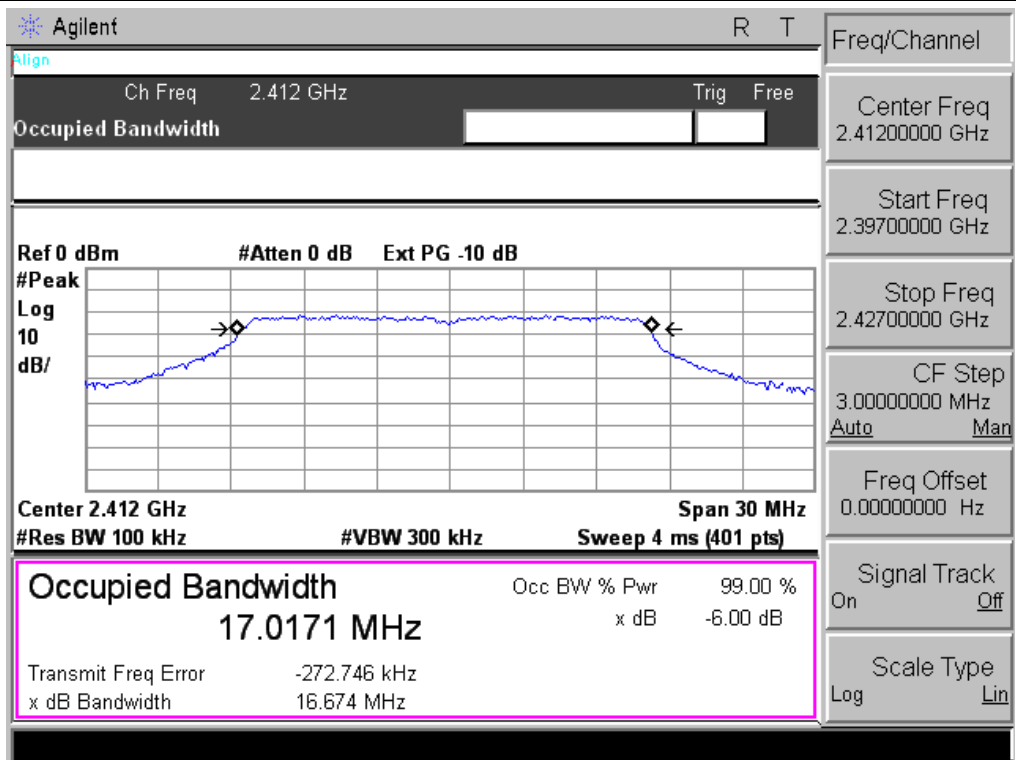 Agilent R T
Align
Ch Freq 2.412 GHz Trig Free
Occupied Bandwidth
Ref 0 dBm #Atten 0 dB Ext PG -10 dB
#Peak
Log
10
dB/
Center 2.412 GHz Span 30 MHz
#Res BW 100 kHz #VBW 300 kHz Sweep 4 ms (401 pts)
Occupied Bandwidth Occ BW % Pwr 99.00 %
17.0171 MHz x dB -6.00 dB
Transmit Freq Error -272.746 kHz
x dB Bandwidth 16.674 MHz
Freq/Channel
Center Freq
2.41200000 GHz
Start Freq
2.39700000 GHz
Stop Freq
2.42700000 GHz
CF Step
3.00000000 MHz
Auto Man
Freq Offset
0.00000000 Hz
Signal Track
On Off
Scale Type
Log Lin